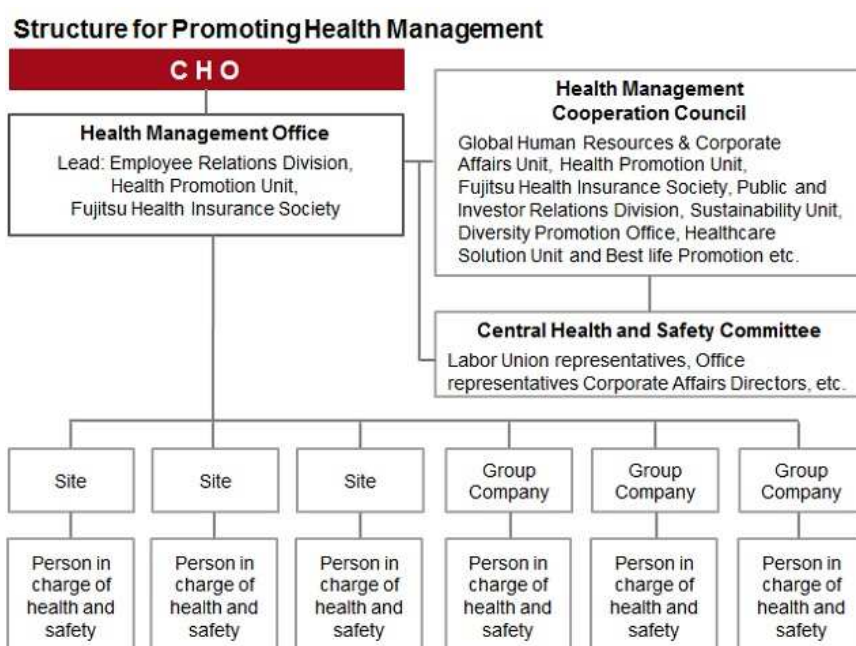 Structure for Promoting Health Management
CHO
Health Management Office
Lead: Employee Relations Division,
Health Promotion Unit,
Fujitsu Health Insurance Society
Health Management
Cooperation Council
Global Human Resources & Corporate
Affairs Unit, Health Promotion Unit,
Fujitsu Health Insurance Society, Public and
Investor Relations Division, Sustainability Unit,
Diversity Promotion Office, Healthcare
Solution Unit and Best life Promotion etc.
Central Health and Safety Committee
Labor Union representatives, Office
representatives Corporate Affairs Directors, etc.
Site
Site
Site
Group
Company
Group
Company
Group
Company
Person in
charge of
health and
safety
Person in
charge of
health and
safety
Person in
charge of
health and
safety
Person in
charge of
health and
safety
Person in
charge of
health and
safety
Person in
charge of
health and
safety